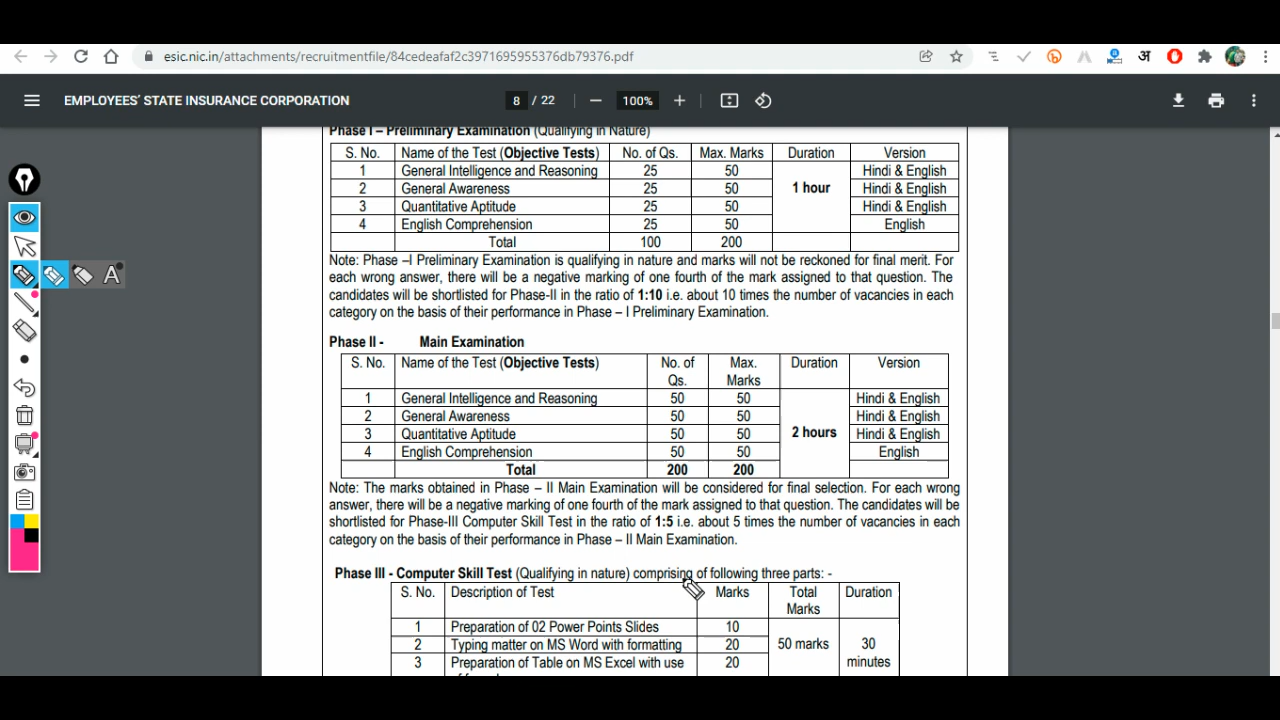 esic.nic.in/attachments/recruitmentfile/84cedeafaf2c3971695955376db79376.pdf
अ
EMPLOYEES' STATE INSURANCE CORPORATION 8 / 22 100%
Phase I – Preliminary Examination (Qualifying in Nature)
S. No. Name of the Test (Objective Tests) No. of Qs. Max. Marks Duration Version
1 General Intelligence and Reasoning 25 50 1 hour Hindi & English
2 General Awareness 25 50 Hindi & English
3 Quantitative Aptitude 25 50 Hindi & English
4 English Comprehension 25 50 English
Total 100 200
Note: Phase –I Preliminary Examination is qualifying in nature and marks will not be reckoned for final merit. For
each wrong answer, there will be a negative marking of one fourth of the mark assigned to that question. The
candidates will be shortlisted for Phase-II in the ratio of 1:10 i.e. about 10 times the number of vacancies in each
category on the basis of their performance in Phase – I Preliminary Examination.
Phase II - Main Examination
S. No. Name of the Test (Objective Tests) No. of Qs. Max. Marks Duration Version
1 General Intelligence and Reasoning 50 50 2 hours Hindi & English
2 General Awareness 50 50 Hindi & English
3 Quantitative Aptitude 50 50 Hindi & English
4 English Comprehension 50 50 English
Total 200 200
Note: The marks obtained in Phase – II Main Examination will be considered for final selection. For each wrong
answer, there will be a negative marking of one fourth of the mark assigned to that question. The candidates will be
shortlisted for Phase-III Computer Skill Test in the ratio of 1:5 i.e. about 5 times the number of vacancies in each
category on the basis of their performance in Phase – II Main Examination.
Phase III - Computer Skill Test (Qualifying in nature) comprising of following three parts: -
S. No. Description of Test Marks Total Marks Duration
1 Preparation of 02 Power Points Slides 10 50 marks 30 minutes
2 Typing matter on MS Word with formatting 20
3 Preparation of Table on MS Excel with use 20
A